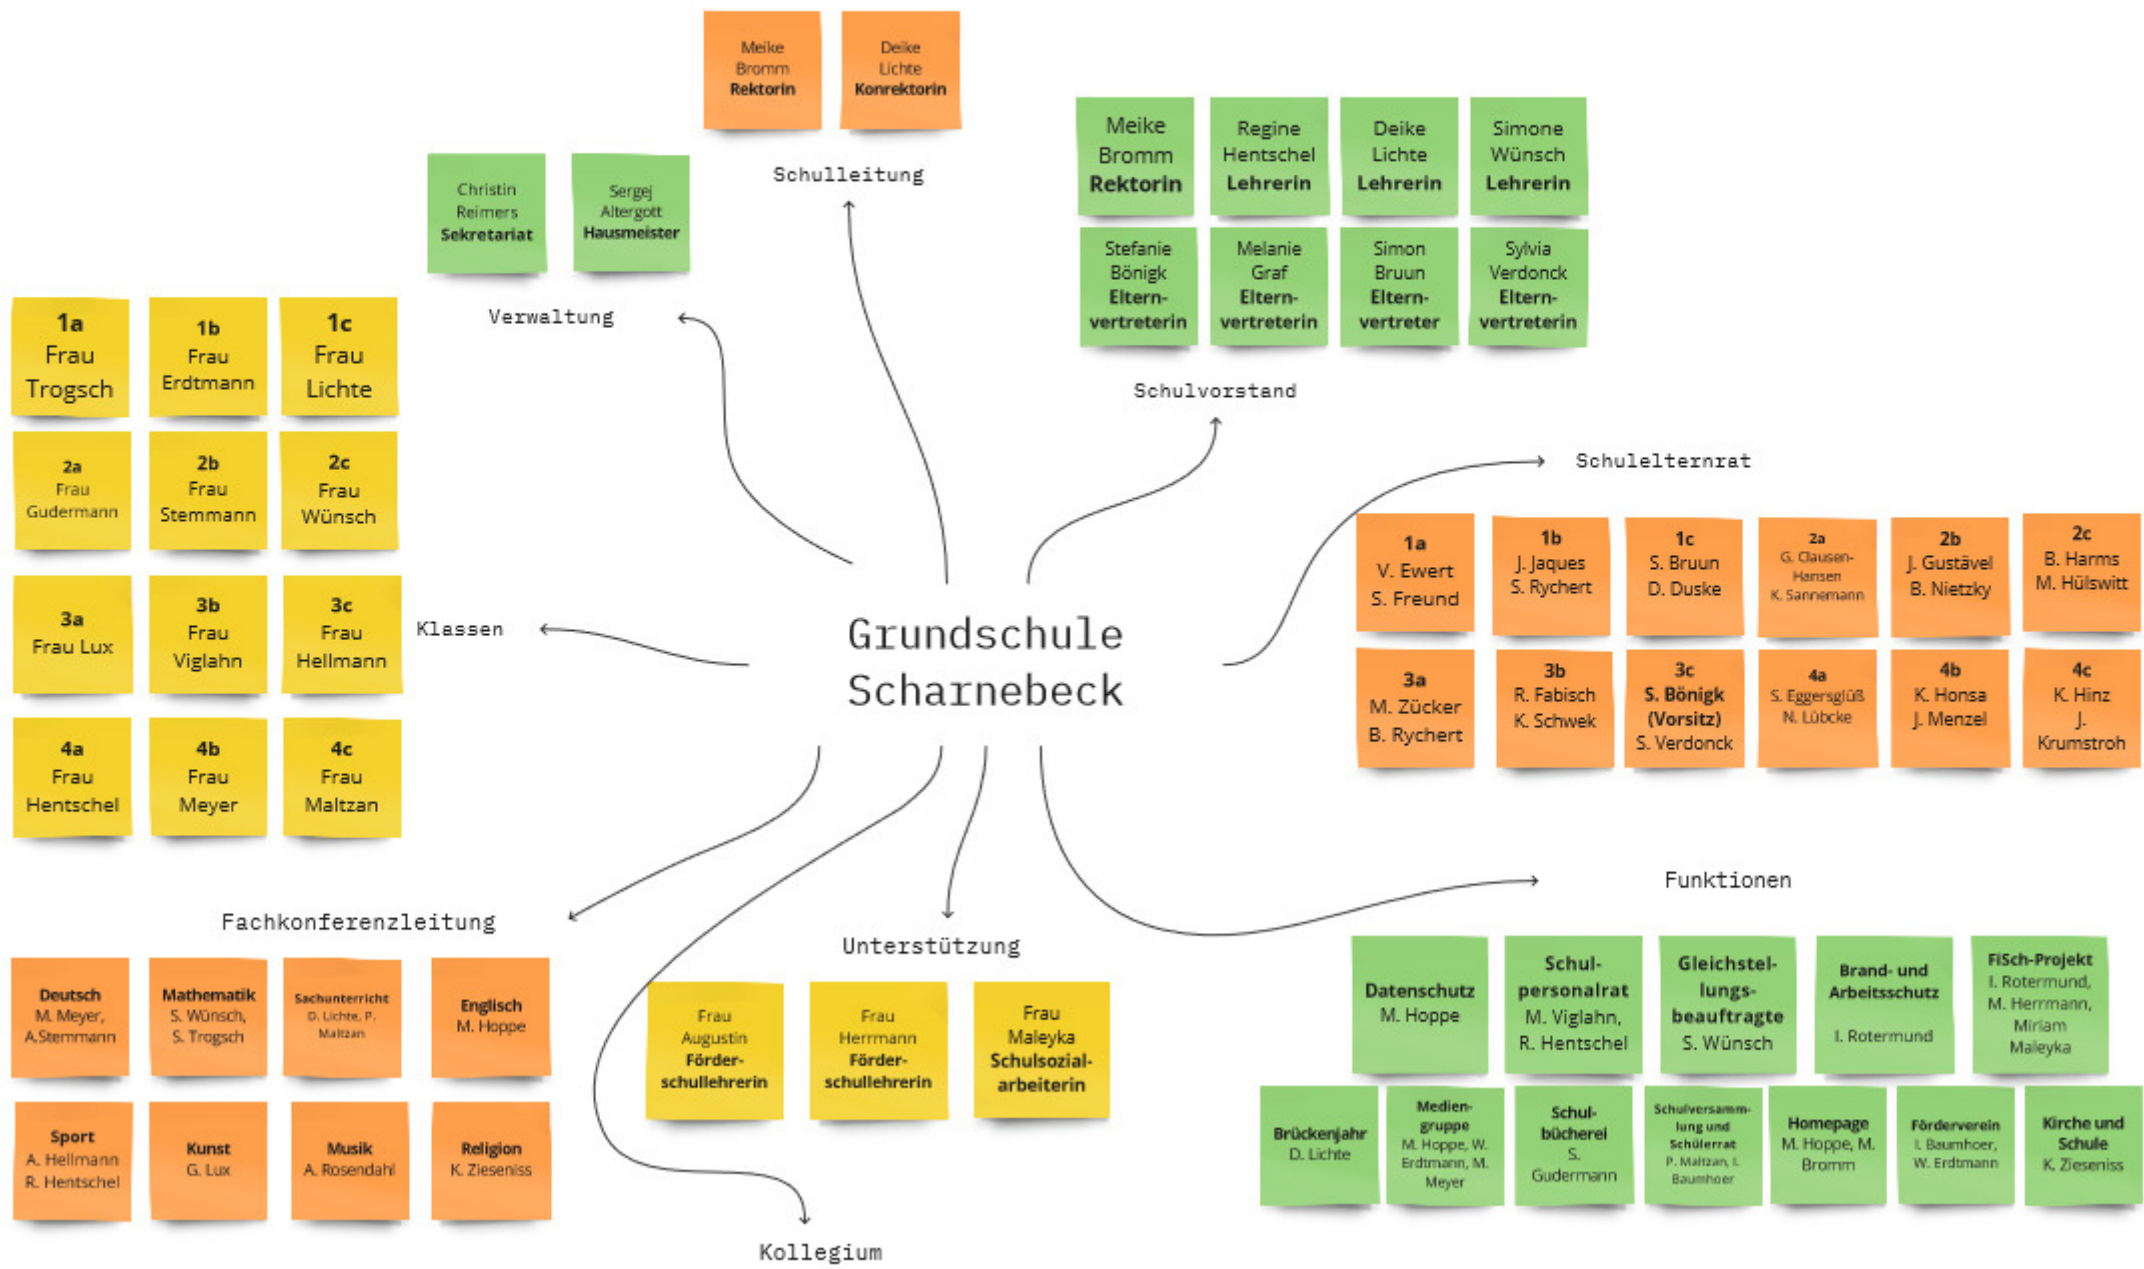 Meike
Bromm
Rektorin
Deike
Lichte
Konrektorin
Schulleitung
Christin
Reimers
Sekretariat
Sergej
Altergott
Hausmeister
Verwaltung
Meike
Bromm
Rektorin
Regine
Hentschel
Lehrerin
Deike
Lichte
Lehrerin
Simone
Wünsch
Lehrerin
Stefanie
Bönigk
Eltern-
vertreterin
Melanie
Graf
Eltern-
vertreterin
Simon
Bruun
Eltern-
vertreter
Sylvia
Verdonck
Eltern-
vertreterin
Schulvorstand
1a
Frau
Trogsch
1b
Frau
Erdtmann
1c
Frau
Lichte
2a
Frau
Gudermann
2b
Frau
Stemmann
2c
Frau
Wünsch
3a
Frau Lux
3b
Frau
Viglahn
3c
Frau
Hellmann
4a
Frau
Hentschel
4b
Frau
Meyer
4c
Frau
Maltzan
Klassen
Grundschule
Scharnebeck
Schulelternrat
1a
V. Ewert
S. Freund
1b
J. Jaques
S. Rychert
1c
S. Bruun
D. Duske
2a
G. Clausen-
Hansen
K. Sannemann
2b
J. Gustävel
B. Nietzky
2c
B. Harms
M. Hülswitt
3a
M. Zücker
B. Rychert
3b
R. Fabisch
K. Schwek
3c
S. Bönigk
(Vorsitz)
S. Verdonck
4a
S. Eggersglüß
N. Lübcke
4b
K. Honsa
J. Menzel
4c
K. Hinz
J.
Krumstroh
Fachkonferenzleitung
Deutsch
M. Meyer,
A.Stemmann
Mathematik
S. Wünsch,
S. Trogsch
Sachunterricht
D. Lichte, P.
Maltzan
Englisch
M. Hoppe
Sport
A. Hellmann
R. Hentschel
Kunst
G. Lux
Musik
A. Rosendahl
Religion
K. Zieseniss
Unterstützung
Frau
Augustin
Förder-
schullehrerin
Frau
Herrmann
Förder-
schullehrerin
Frau
Maleyka
Schulsozial-
arbeiterin
Kollegium
Funktionen
Datenschutz
M. Hoppe
Schul-
personalrat
M. Viglahn,
R. Hentschel
Gleichstel-
lungs-
beauftragte
S. Wünsch
Brand- und
Arbeitsschutz
I. Rotermund
FiSch-Projekt
I. Rotermund,
M. Herrmann,
Miriam
Maleyka
Brückenjahr
D. Lichte
Medien-
gruppe
M. Hoppe, W.
Erdtmann, M.
Meyer
Schul-
bücherei
S.
Gudermann
Schulversamm-
lung und
Schülerrat
P. Maltzan, I.
Baumhoer
Homepage
M. Hoppe, M.
Bromm
Förderverein
I. Baumhoer,
W. Erdtmann
Kirche und
Schule
K. Zieseniss